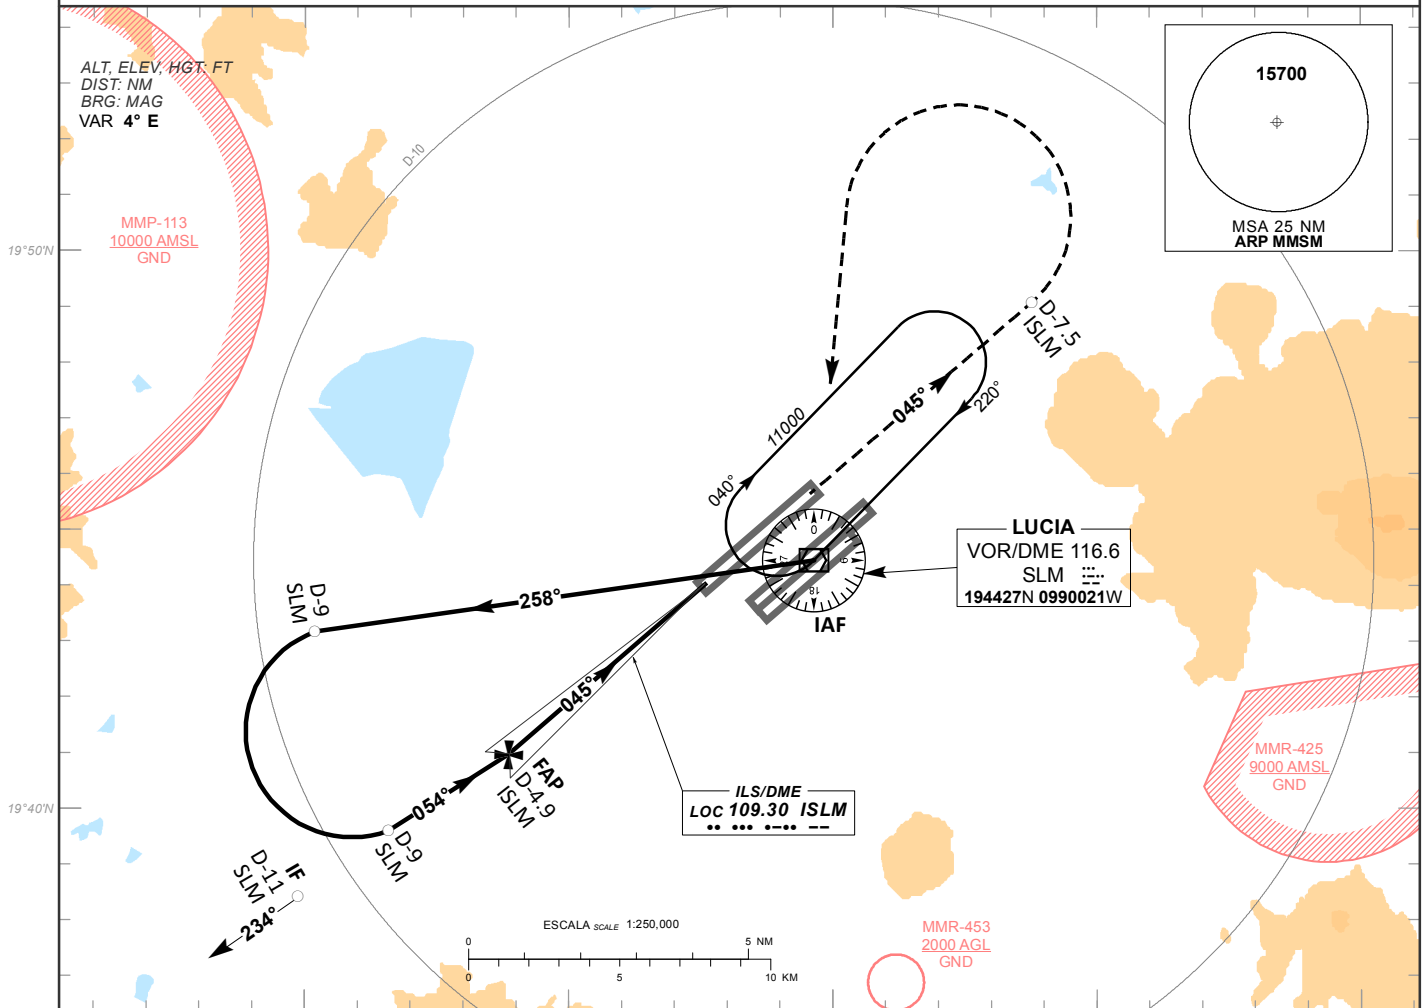 ALT, ELEV, HGT: FT
DIST: NM
BRG: MAG
VAR 4° E
D-10
15700
MSA 25 NM
ARP MMSM
MMP-113
10000 AMSL
GND
19°50'N
D-7.5
ISLM
045°
220°
11000
040°
0
9
18
27
IAF
LUCIA
VOR/DME 116.6
SLM
194427N 0990021W
D-9
SLM
258°
045°
FAP
D-4.9
ISLM
054°
D-9
SLM
IF
D-11
SLM
234°
ILS/DME
LOC 109.30 ISLM
MMR-425
9000 AMSL
GND
19°40'N
ESCALA SCALE 1:250,000
0 5 NM
0 5 10 KM
MMR-453
2000 AGL
GND